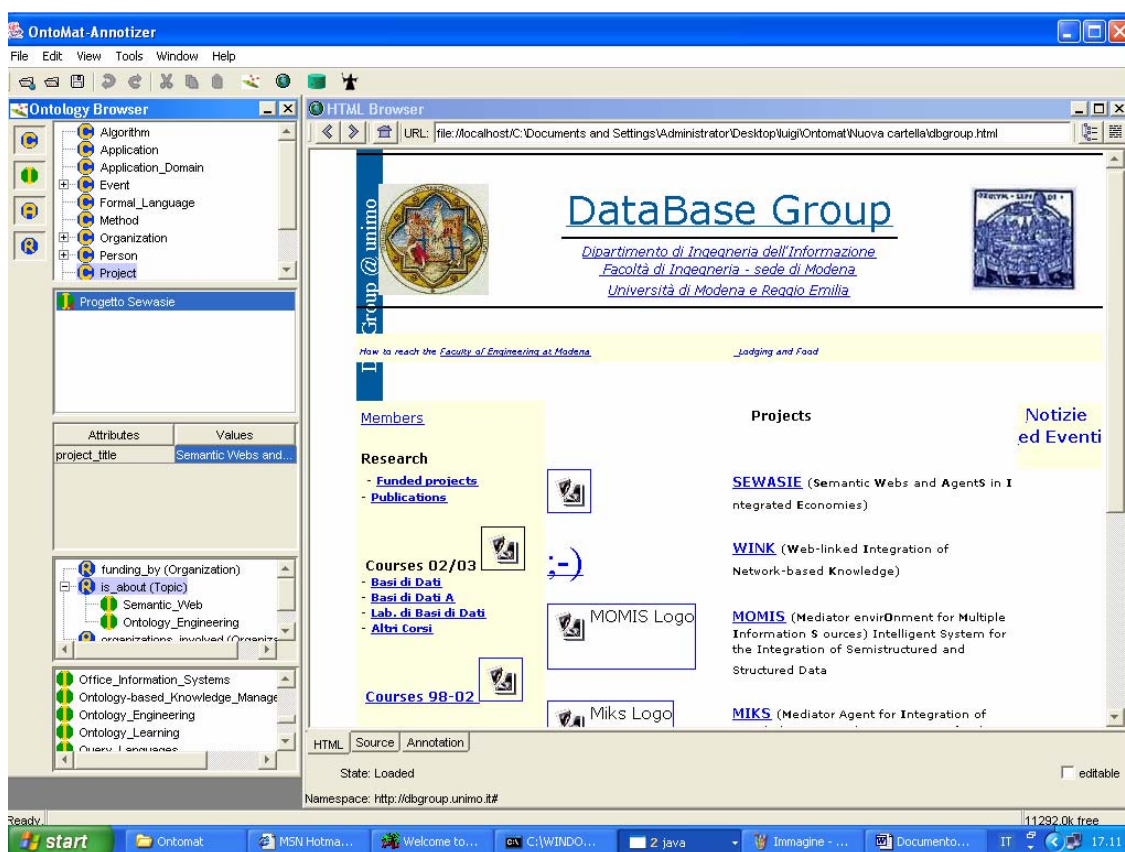 OntoMat-Annotizer
File Edit View Tools Window Help
Ontology Browser
Algorithm
Application
Application_Domain
Event
Formal_Language
Method
Organization
Person
Project
Progetto Sewasie
Attributes Values
project_title Semantic Webs and...
funding_by (Organization)
is_about (Topic)
Semantic_Web
Ontology_Engineering
Office_Information_Systems
Ontology-based_Knowledge_Manage
Ontology_Engineering
Ontology_Learning
Query_Languages
HTML Browser
URL: file://localhost/C:\Documents and Settings\Administrator\Desktop\luigi\Ontomat\Nuova cartella\dbgroup.html
Group @ unimo
DataBase Group
Dipartimento di Ingegneria dell'Informazione
Facoltà di Ingegneria - sede di Modena
Università di Modena e Reggio Emilia
How to reach the Faculty of Engineering at Modena
Lodging and Food
Members
Research
- Funded projects
- Publications
Courses 02/03
- Basi di Dati
- Basi di Dati A
- Lab. di Basi di Dati
- Altri Corsi
Courses 98-02
;-)
MOMIS Logo
Miks Logo
Projects
SEWASIE (Semantic Webs and AgentS in I
ntegrated Economies)
WINK (Web-linked Integration of
Network-based Knowledge)
MOMIS (Mediator envirOnment for Multiple
Information S ources) Intelligent System for
the Integration of Semistructured and
Structured Data
MIKS (Mediator Agent for Integration of
Notizie
ed Eventi
HTML Source Annotation
State: Loaded
editable
Namespace: http://dbgroup.unimo.it#
Ready.
11292.0k free
start Ontomat MSN Hotma... Welcome to... C:\WINDO... 2 java Immagine - ... Documento... IT 17.11